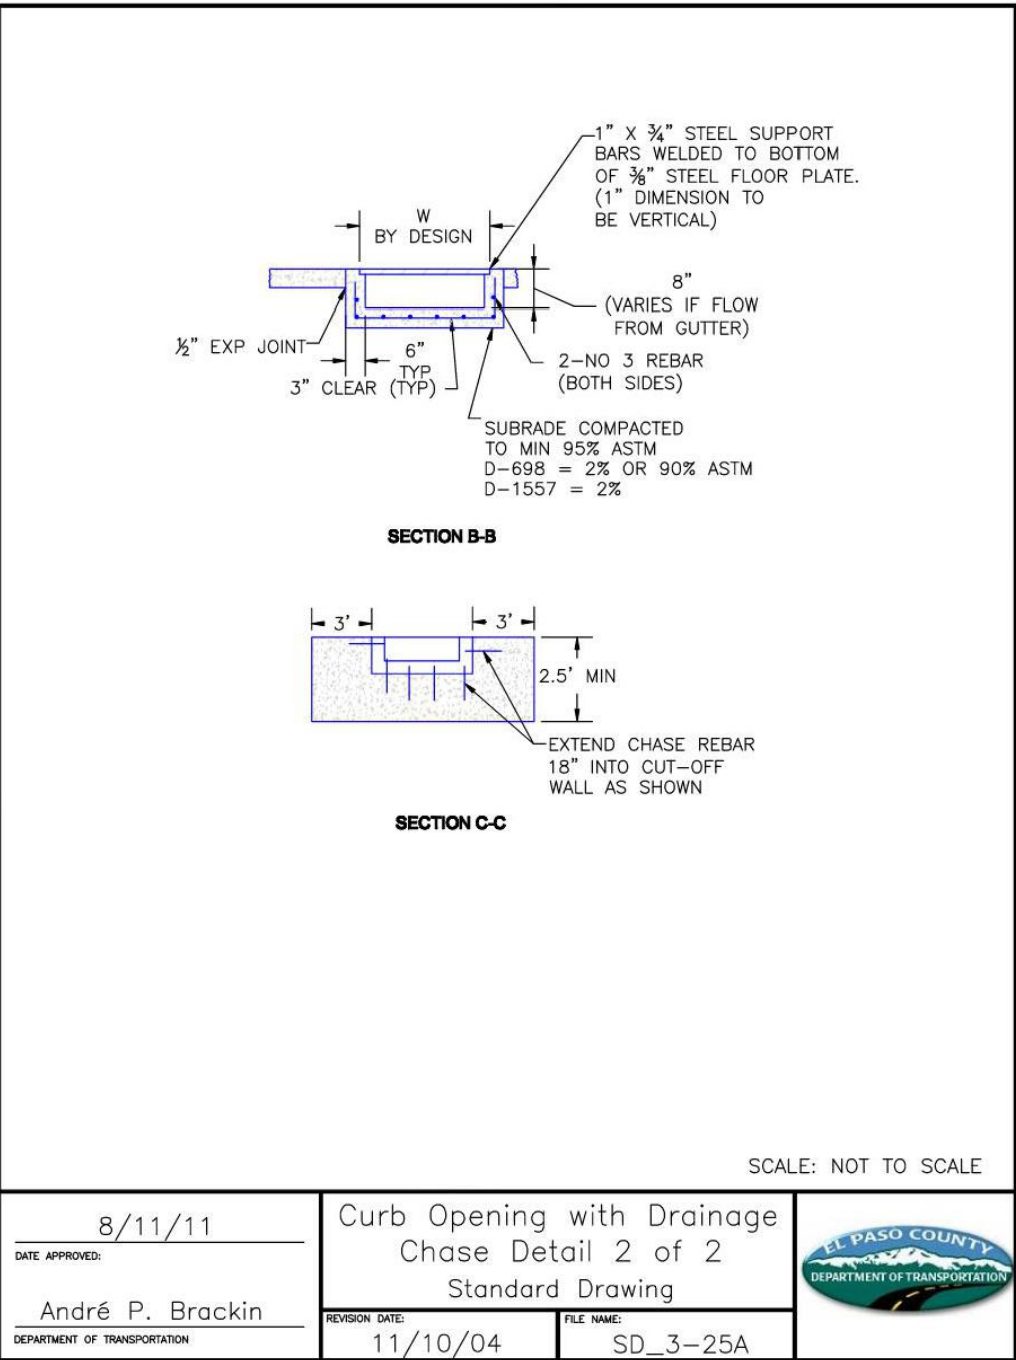 1” X ¾” STEEL SUPPORT
BARS WELDED TO BOTTOM
OF ⅜” STEEL FLOOR PLATE.
(1” DIMENSION TO
BE VERTICAL)
W
BY DESIGN
8”
(VARIES IF FLOW
FROM GUTTER)
½” EXP JOINT
6”
TYP
3” CLEAR (TYP)
2-NO 3 REBAR
(BOTH SIDES)
SUBRADE COMPACTED
TO MIN 95% ASTM
D-698 = 2% OR 90% ASTM
D-1557 = 2%
SECTION B-B
3’
3’
2.5’ MIN
EXTEND CHASE REBAR
18” INTO CUT-OFF
WALL AS SHOWN
SECTION C-C
SCALE: NOT TO SCALE
8/11/11
DATE APPROVED:
André P. Brackin
DEPARTMENT OF TRANSPORTATION
Curb Opening with Drainage
Chase Detail 2 of 2
Standard Drawing
REVISION DATE:
11/10/04
FILE NAME:
SD_3-25A
EL PASO COUNTY
DEPARTMENT OF TRANSPORTATION